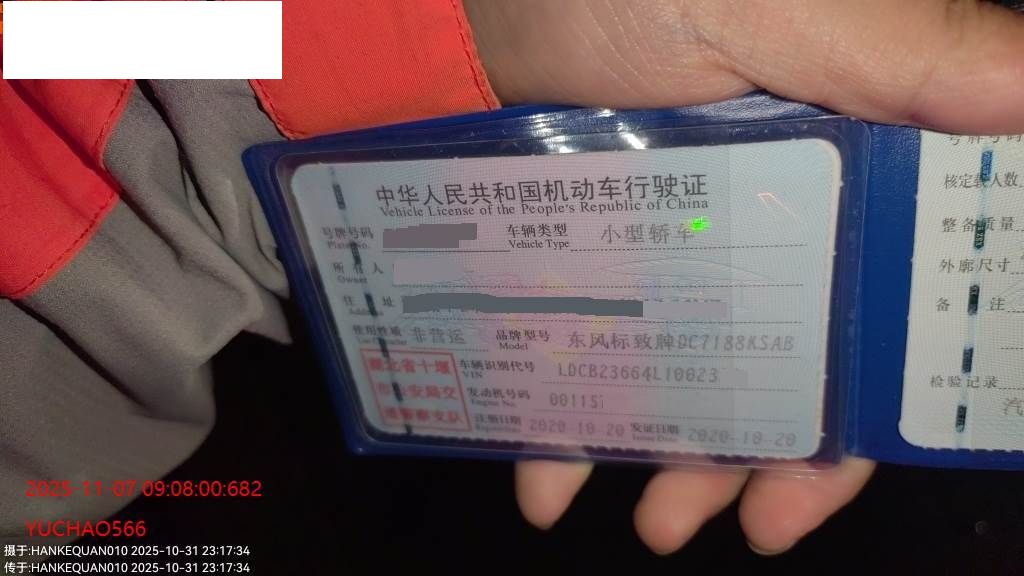 中华人民共和国机动车行驶证
Vehicle License of the People's Republic of China
号牌号码
Plate No.
车辆类型 小型轿车
Vehicle Type
所有人
Owner
住址
Address
使用性质 非营运
Use Character
品牌型号 东风标致牌DC7188KSAB
Model
湖北省十堰
市公安局交
通警察支队
车辆识别代号 LDCB23664L10023
VIN
发动机号码 001157
Engine No.
注册日期 2020-10-20
Register Date
发证日期 2020-10-20
Issue Date
号牌号码
核定载人数
整备质量
外廓尺寸
备注
检验记录
汽
2025-11-07 09:08:00:682
YUCHAO566
摄于:HANKEQUAN010 2025-10-31 23:17:34
传于:HANKEQUAN010 2025-10-31 23:17:34